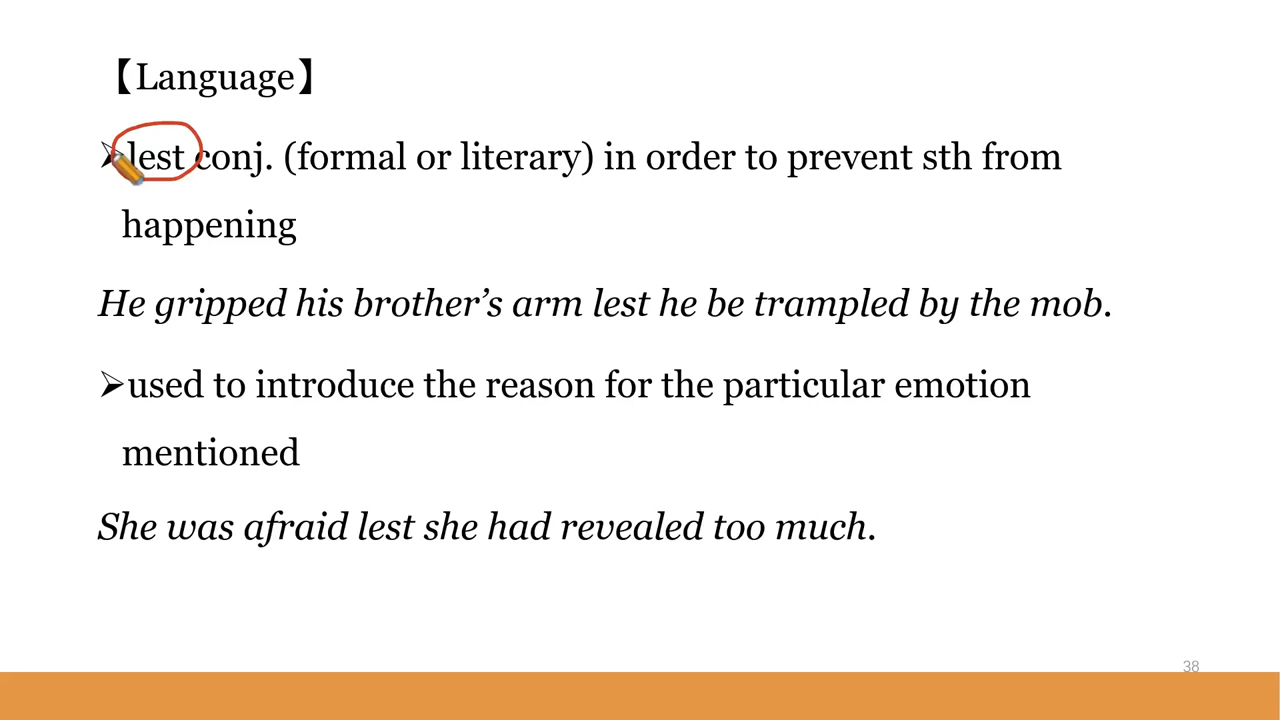 【Language】
➢lest conj. (formal or literary) in order to prevent sth from
happening
He gripped his brother’s arm lest he be trampled by the mob.
➢used to introduce the reason for the particular emotion
mentioned
She was afraid lest she had revealed too much.
38